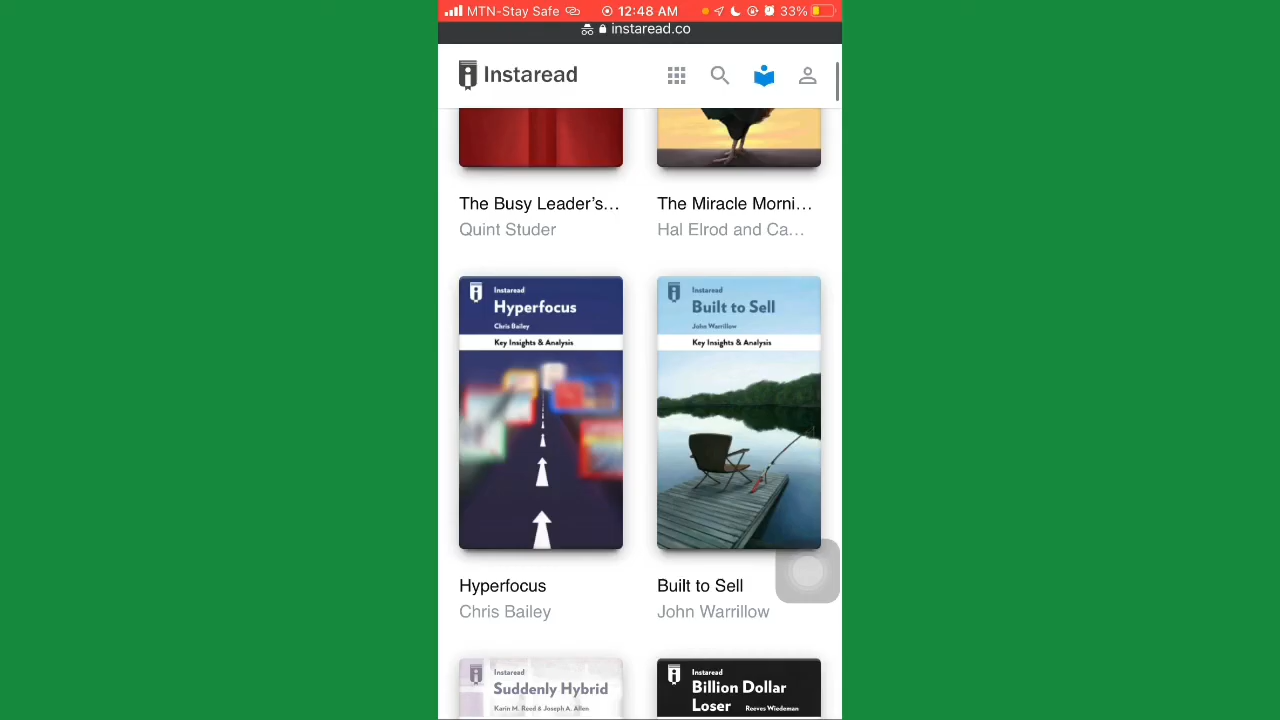 MTN-Stay Safe 12:48 AM 33%
instaread.co
Instaread
The Busy Leader’s… The Miracle Morni…
Quint Studer Hal Elrod and Ca…
Instaread
Hyperfocus
Chris Bailey
Key Insights & Analysis
Instaread
Built to Sell
John Warrillow
Key Insights & Analysis
Hyperfocus Built to Sell
Chris Bailey John Warrillow
Instaread
Suddenly Hybrid
Karin M. Reed & Joseph A. Allen
Instaread
Billion Dollar
Loser Reeves Wiedeman